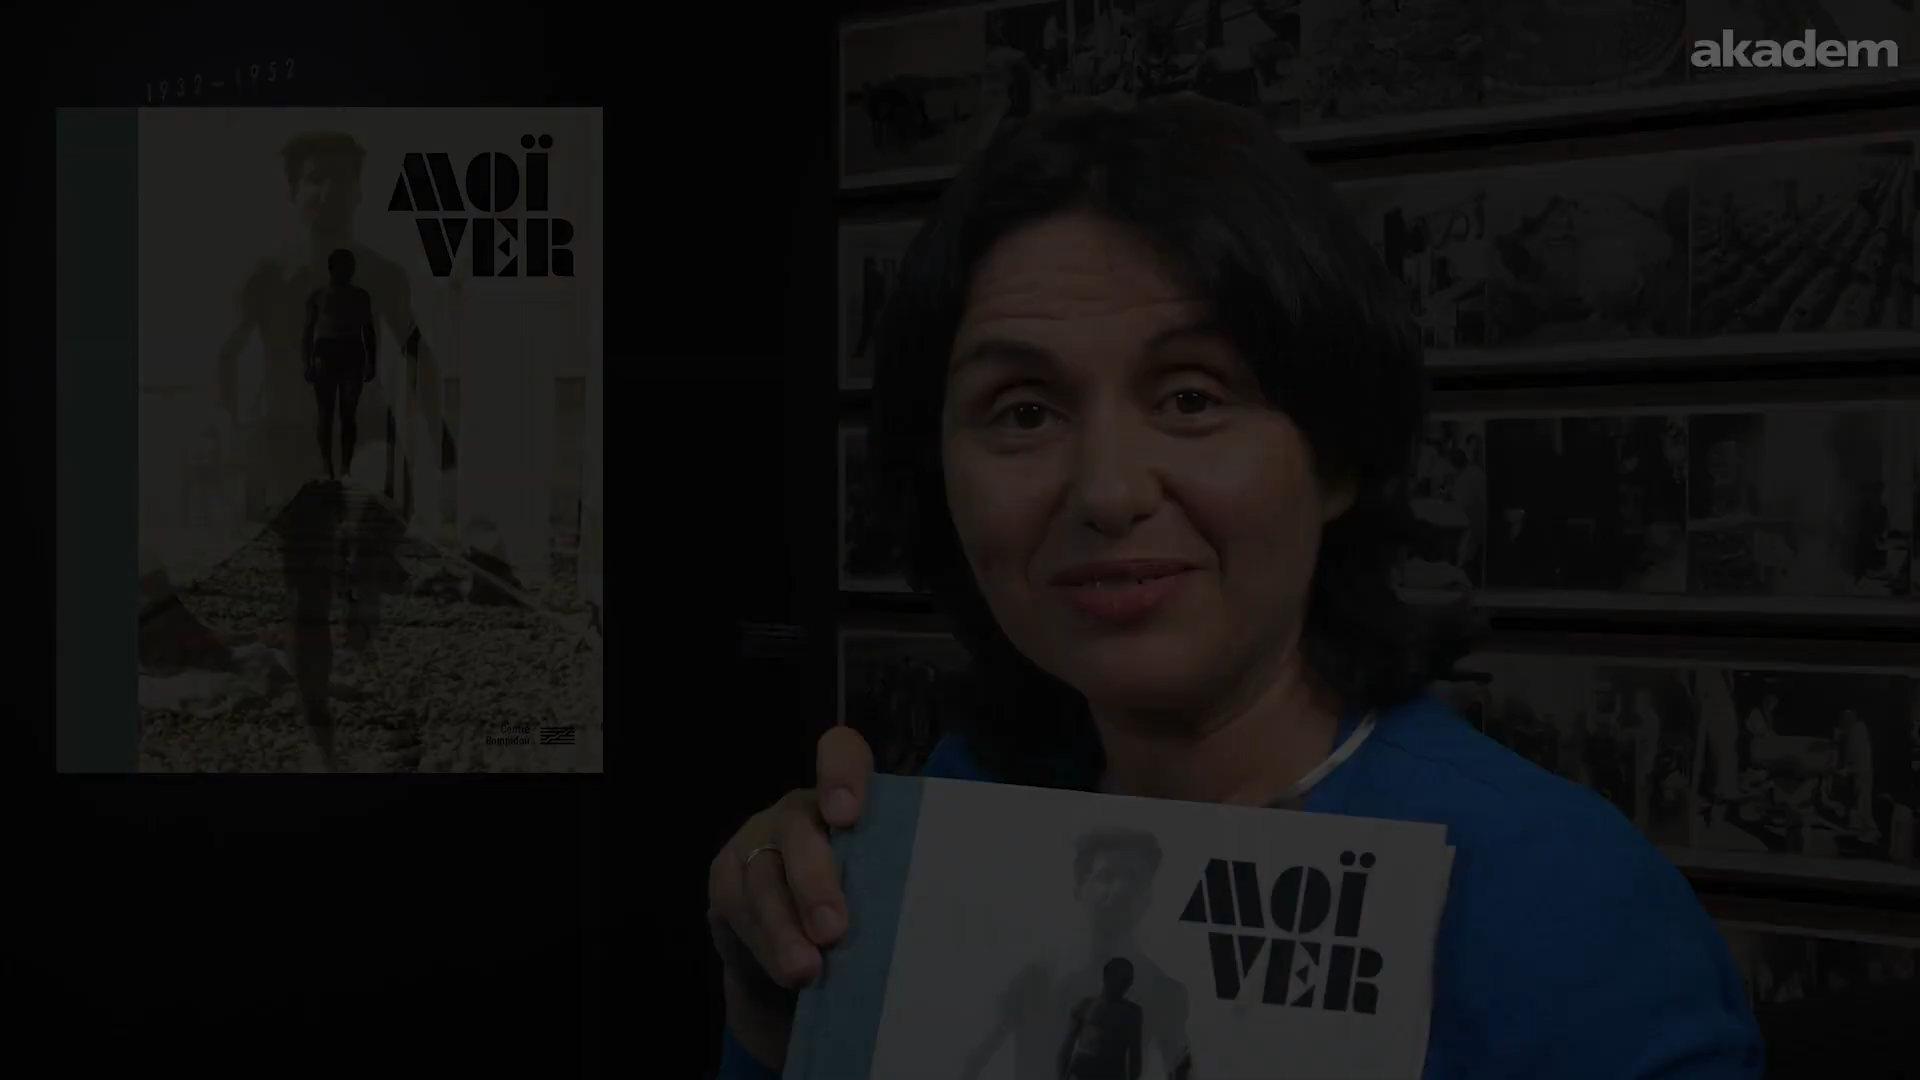 akadem
1932–1952
MOÏ
VER
Centre
Pompidou
MOÏ
VER